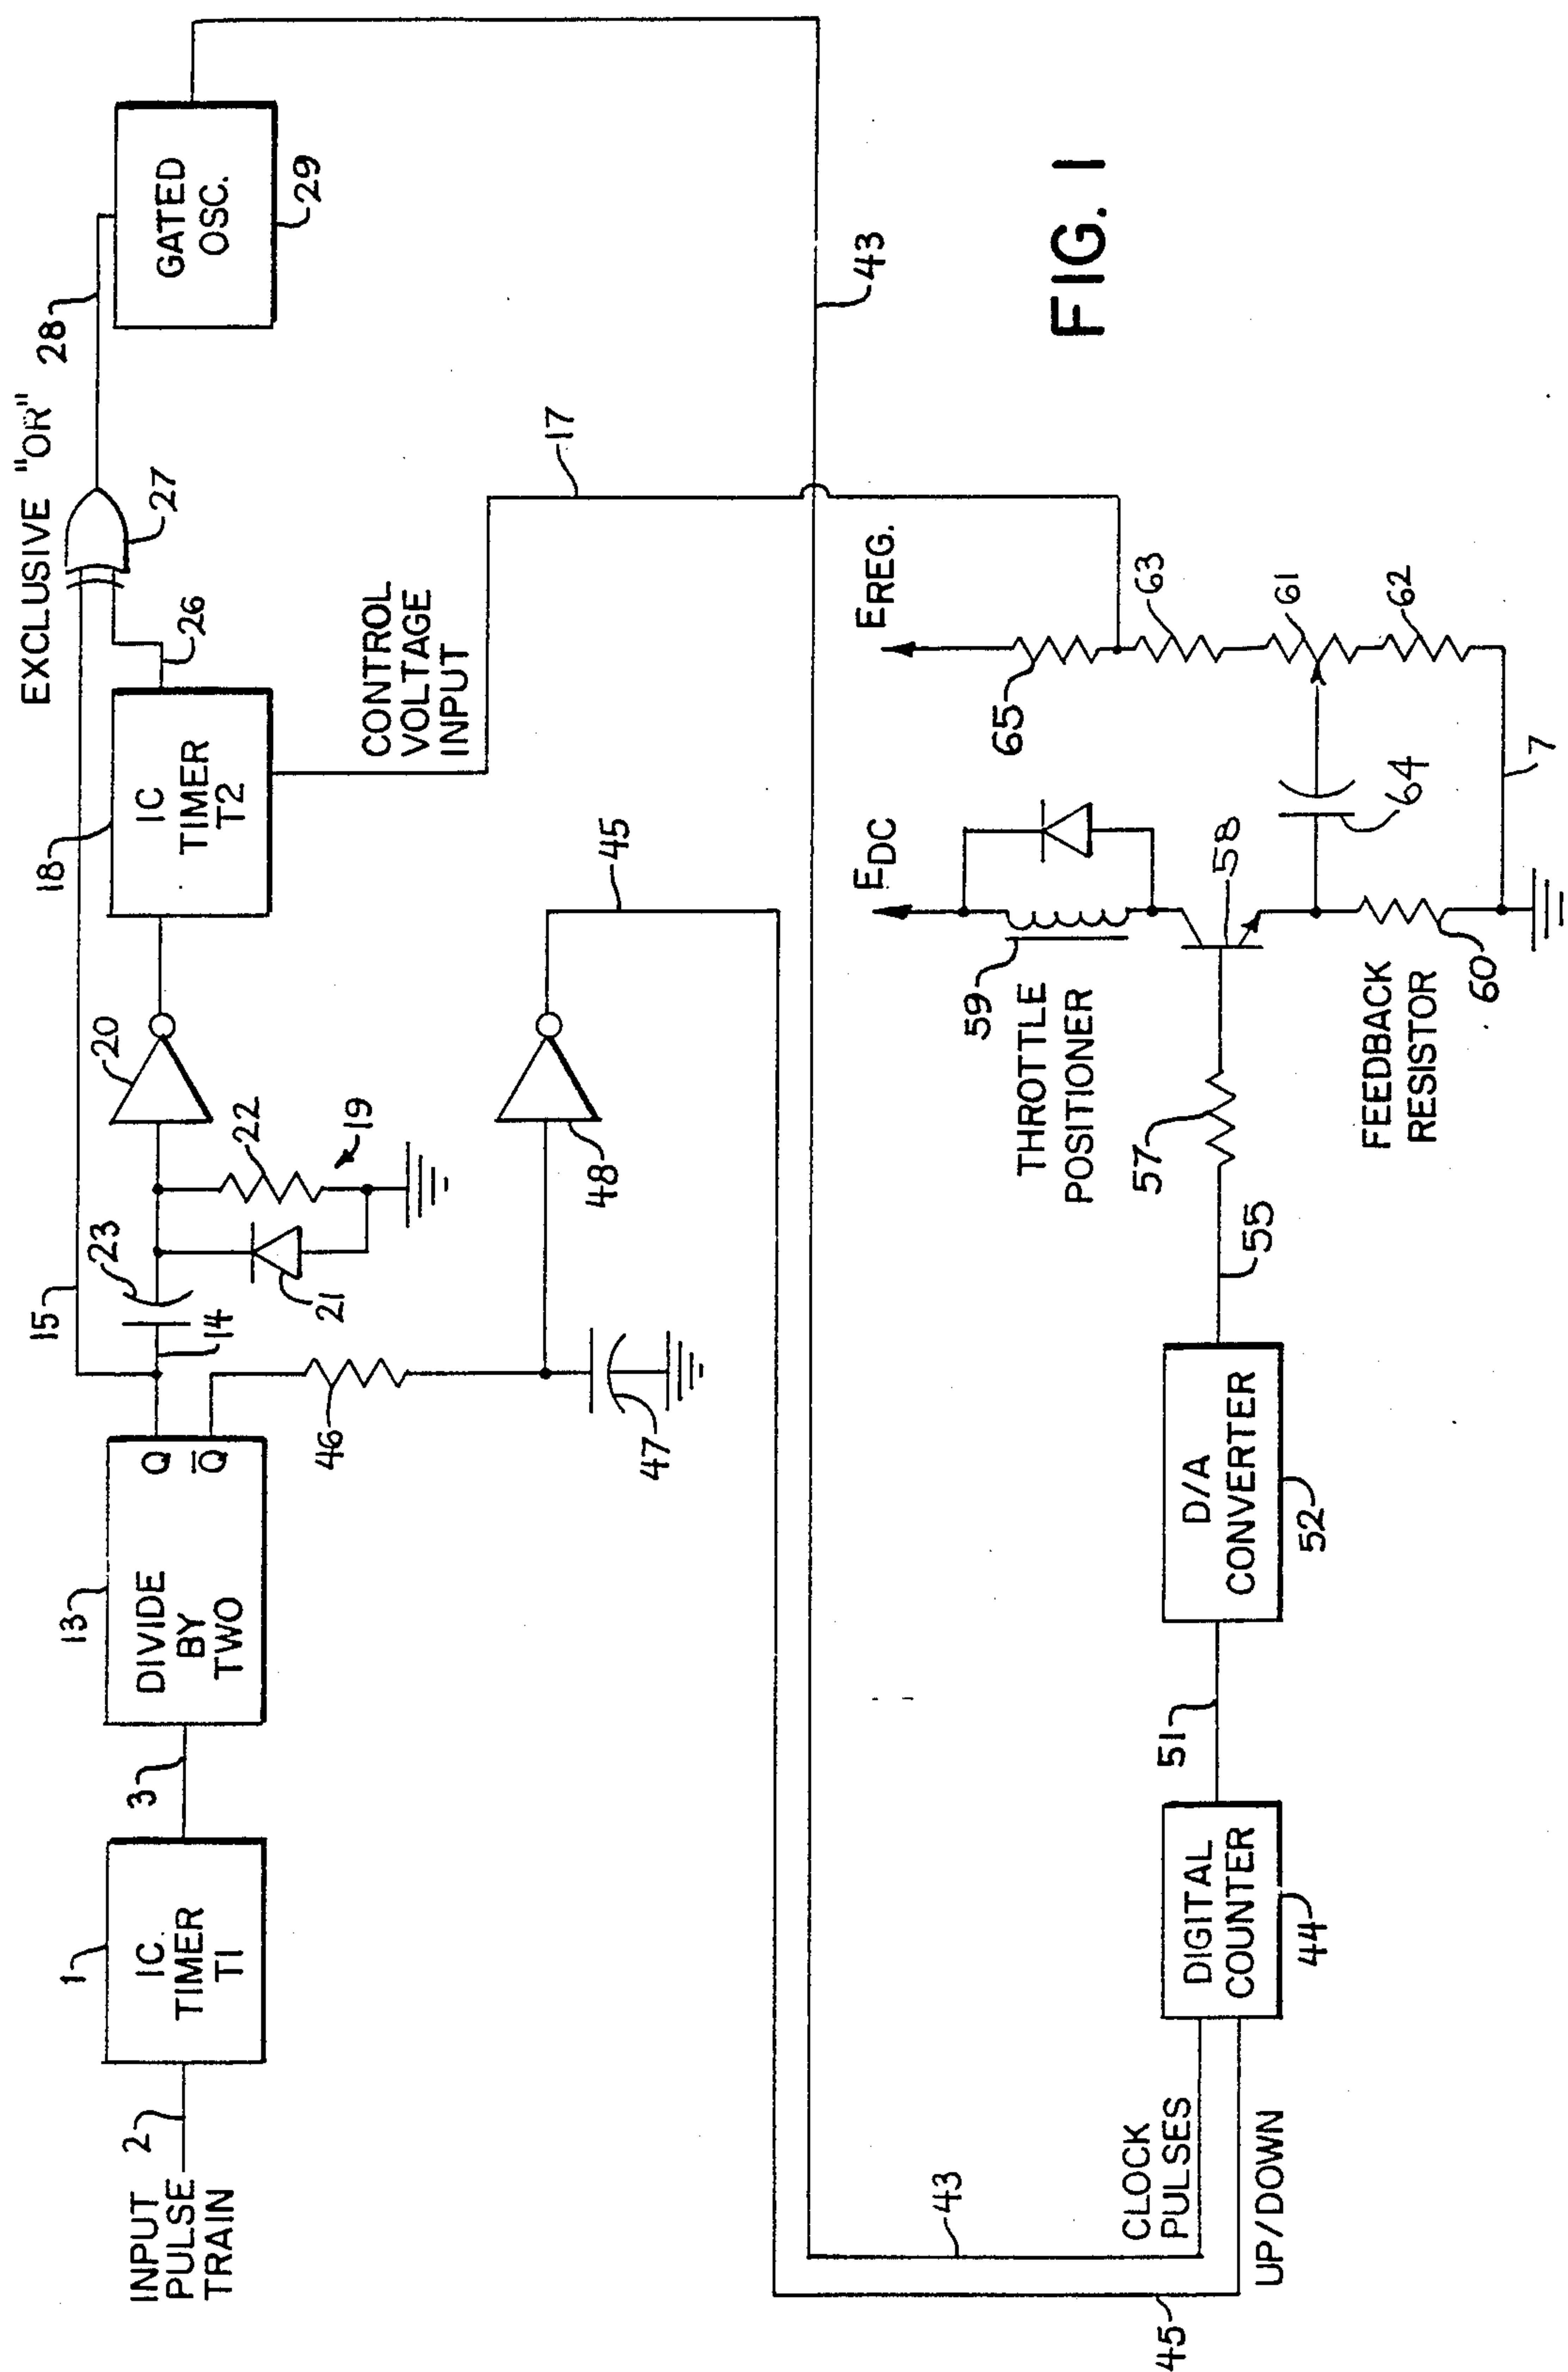 EXCLUSIVE "OR"
28
27
GATED
OSC.
29
15
20
18
IC
TIMER
T2
26
23
14
21
22
19
CONTROL
VOLTAGE
INPUT
17
43
1
IC
TIMER
T1
2
INPUT
PULSE
TRAIN
3
13
DIVIDE
BY
TWO
Q
Q̅
46
47
48
45
FIG. 1
EDC
EREG.
59
THROTTLE
POSITIONER
65
63
61
62
64
58
7
57
FEEDBACK
RESISTOR
60
55
D/A
CONVERTER
52
51
DIGITAL
COUNTER
44
CLOCK
PULSES
43
UP/DOWN
45